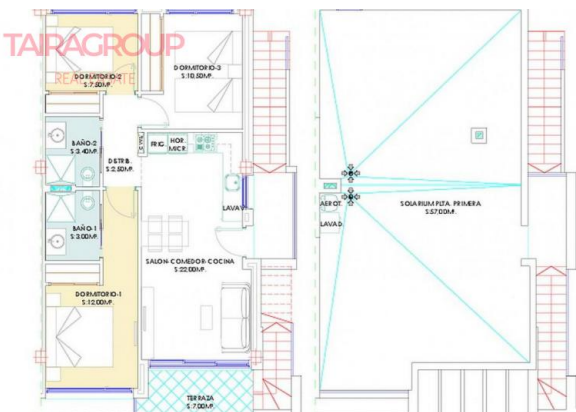 TAIRAGROUP
REAL ESTATE
DORMITORIO-2
S:7.80M².
DORMITORIO-3
S:10.50M².
BAÑO-2
S:3.40M².
DISTRIB.
S:2.50M².
FRIG.
HOR.
MICR.
LAVAV
BAÑO-1
S:3.00M².
SALON-COMEDOR-COCINA
S:22.00M².
DORMITORIO-1
S:12.00M².
TERRAZA
S:7.00M².
AEROT.
LAVAD.
SOLARIUM PLTA. PRIMERA
S:57.00M².